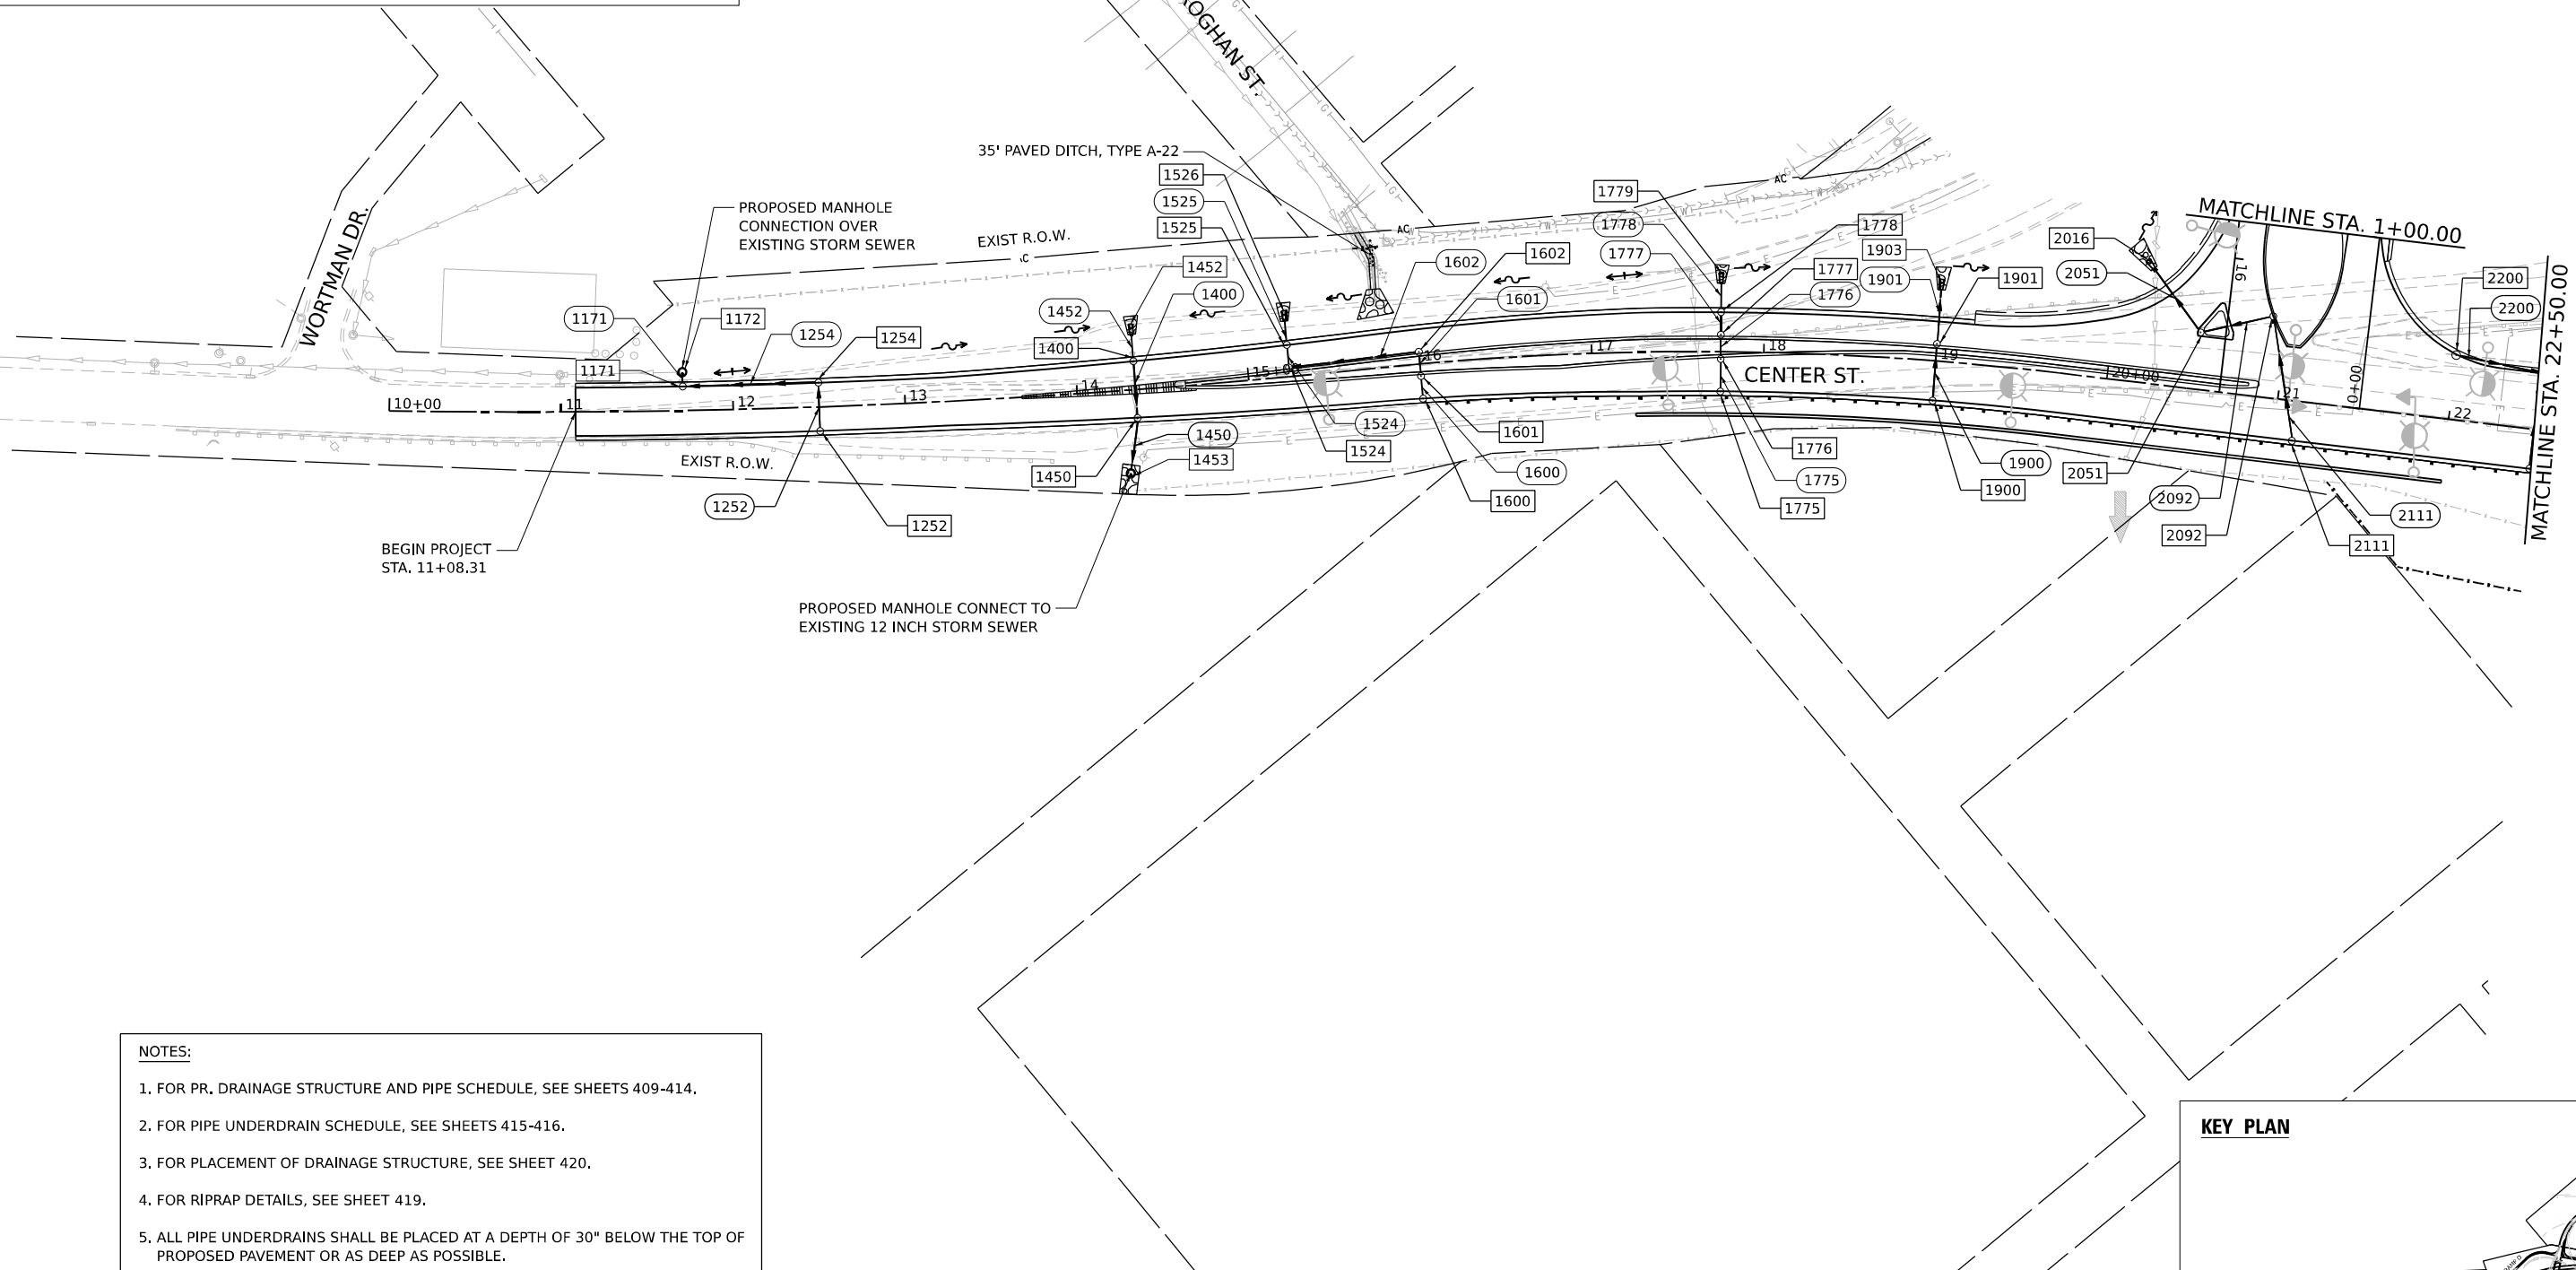 ROGHAN ST.
35' PAVED DITCH, TYPE A-22
1526
1525
1525
1779
1778
1777
1778
1777
1776
1903
1901
1901
2016
2051
MATCHLINE STA. 1+00.00
MATCHLINE STA. 22+50.00
2200
2200
WORTMAN DR.
PROPOSED MANHOLE
CONNECTION OVER
EXISTING STORM SEWER
EXIST R.O.W.
AC
AC
AC
1452
1400
1452
1400
1602
1602
1601
1171
1172
1254
1254
1171
10+00
11
12
13
14
15+00
16
17
18
19
20+00
21
22
16
0+00
CENTER ST.
EXIST R.O.W.
1450
1453
1450
1524
1524
1601
1600
1600
1776
1775
1775
1900
1900
2051
2092
2092
2111
2111
1252
1252
BEGIN PROJECT
STA. 11+08.31
PROPOSED MANHOLE CONNECT TO
EXISTING 12 INCH STORM SEWER
NOTES:
1. FOR PR. DRAINAGE STRUCTURE AND PIPE SCHEDULE, SEE SHEETS 409-414.
2. FOR PIPE UNDERDRAIN SCHEDULE, SEE SHEETS 415-416.
3. FOR PLACEMENT OF DRAINAGE STRUCTURE, SEE SHEET 420.
4. FOR RIPRAP DETAILS, SEE SHEET 419.
5. ALL PIPE UNDERDRAINS SHALL BE PLACED AT A DEPTH OF 30" BELOW THE TOP OF
PROPOSED PAVEMENT OR AS DEEP AS POSSIBLE.
KEY PLAN